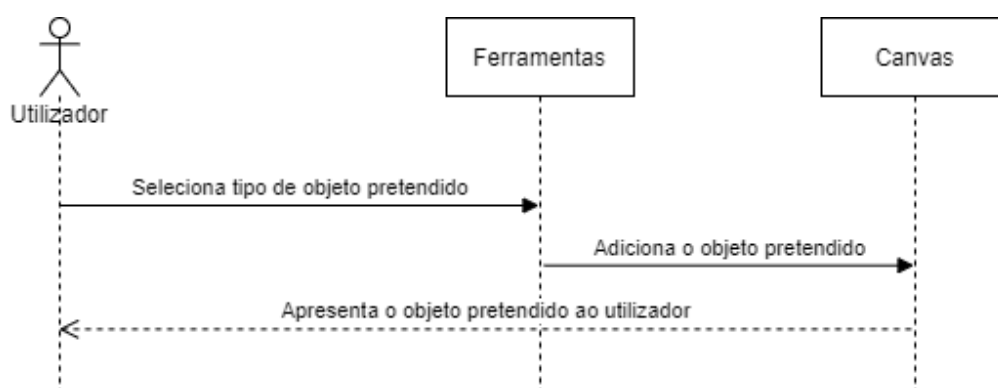 Ferramentas
Canvas
Utilizador
Seleciona tipo de objeto pretendido
Adiciona o objeto pretendido
Apresenta o objeto pretendido ao utilizador